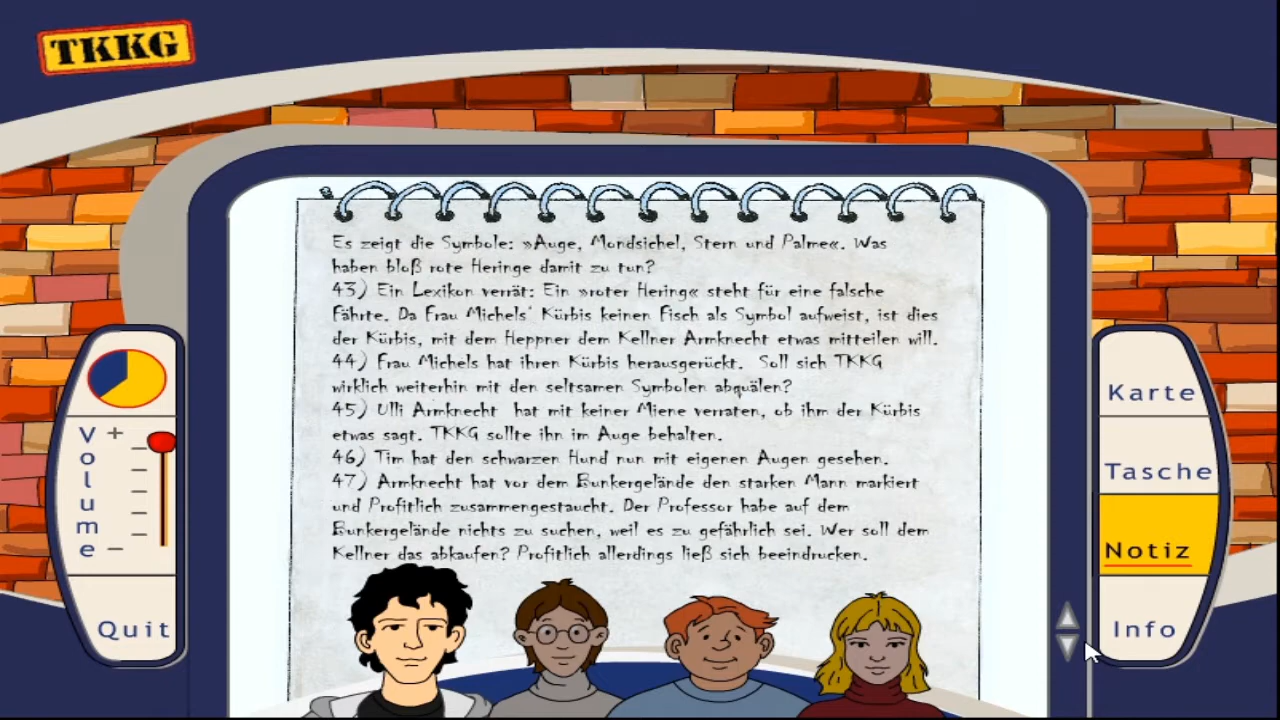 TKKG
Es zeigt die Symbole: »Auge, Mondsichel, Stern und Palme«. Was
haben bloß rote Heringe damit zu tun?
43) Ein Lexikon verrät: Ein »roter Hering« steht für eine falsche
Fährte. Da Frau Michels' Kürbis keinen Fisch als Symbol aufweist, ist dies
der Kürbis, mit dem Heppner dem Kellner Armknecht etwas mitteilen will.
44) Frau Michels hat ihren Kürbis herausgerückt. Soll sich TKKG
wirklich weiterhin mit den seltsamen Symbolen abquälen?
45) Ulli Armknecht hat mit keiner Miene verraten, ob ihm der Kürbis
etwas sagt. TKKG sollte ihn im Auge behalten.
46) Tim hat den schwarzen Hund nun mit eigenen Augen gesehen.
47) Armknecht hat vor dem Bunkergelände den starken Mann markiert
und Profitlich zusammengestaucht. Der Professor habe auf dem
Bunkergelände nichts zu suchen, weil es zu gefährlich sei. Wer soll dem
Kellner das abkaufen? Profitlich allerdings ließ sich beeindrucken.
Volume
+
–
Quit
Karte
Tasche
Notiz
Info